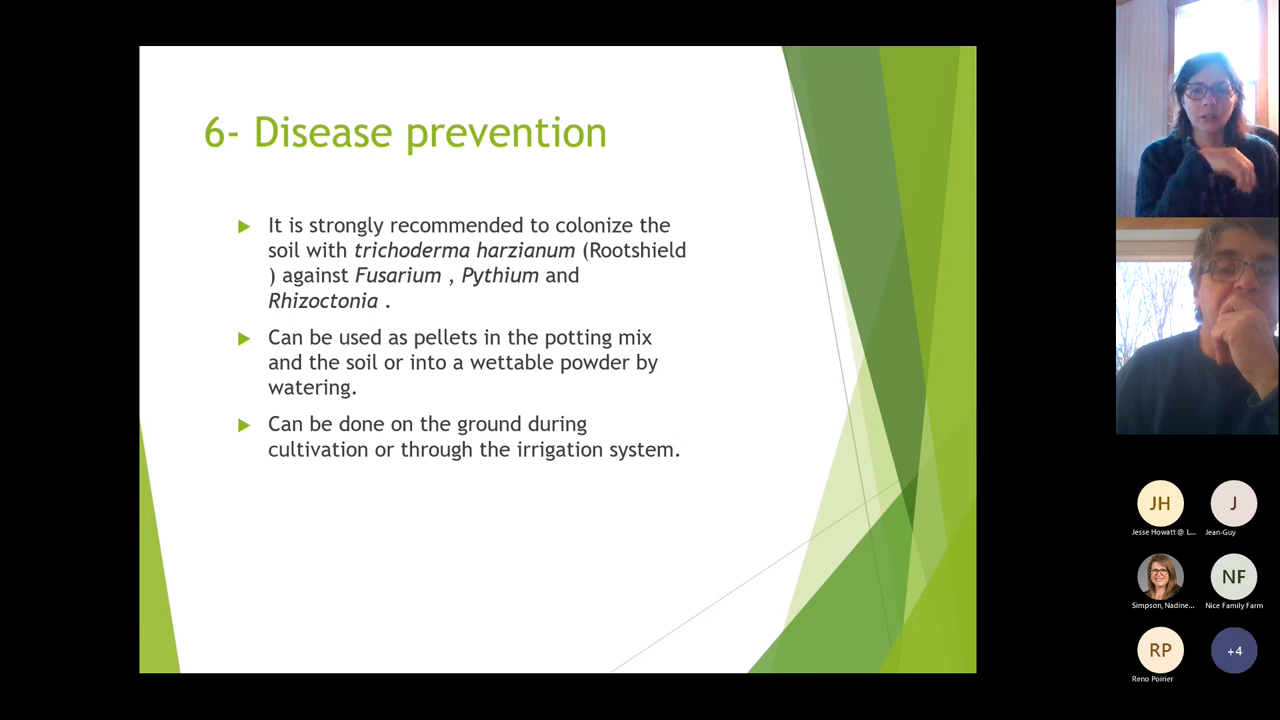 6- Disease prevention
It is strongly recommended to colonize the
soil with trichoderma harzianum (Rootshield
) against Fusarium , Pythium and
Rhizoctonia .
Can be used as pellets in the potting mix
and the soil or into a wettable powder by
watering.
Can be done on the ground during
cultivation or through the irrigation system.
JH
J
Jesse Howatt @ L...
Jean-Guy
NF
Simpson, Nadine...
Nice Family Farm
RP
+4
Reno Poirier